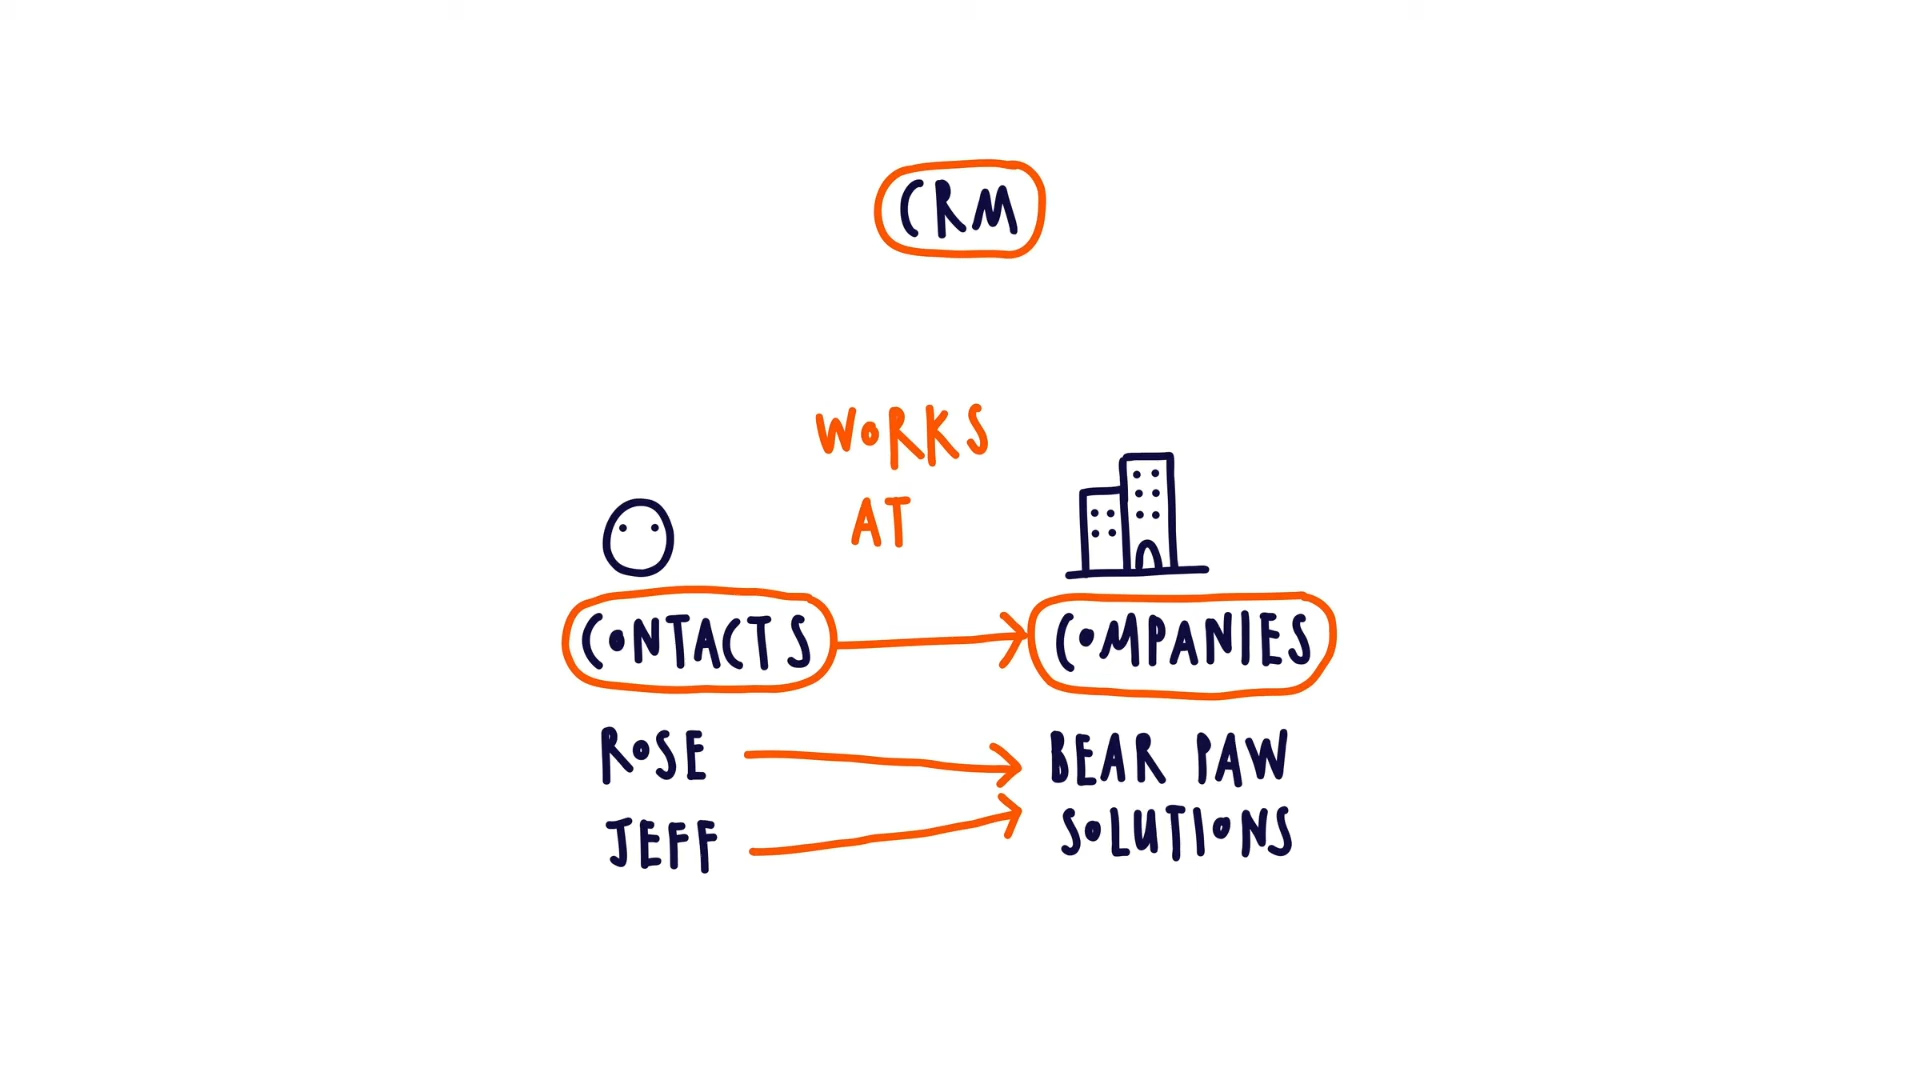 CRM
WORKS
AT
CONTACTS
COMPANIES
ROSE
BEAR PAW
JEFF
SOLUTIONS